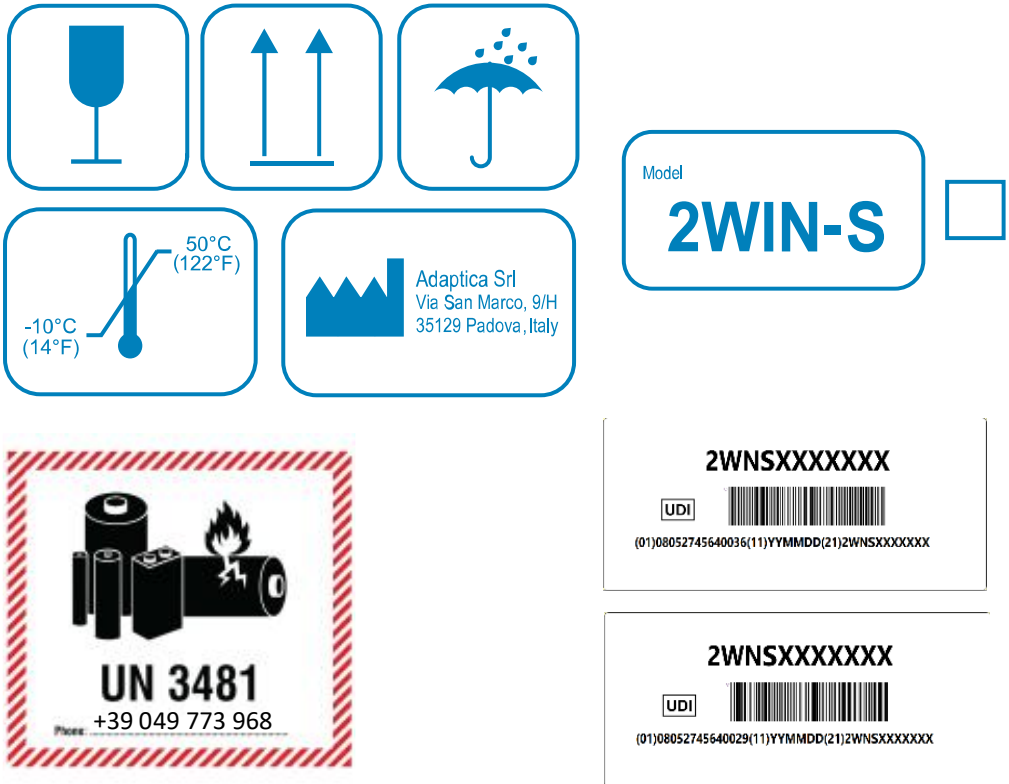 50°C
(122°F)
-10°C
(14°F)
Adaptica Srl
Via San Marco, 9/H
35129 Padova, Italy
Model
2WIN-S
UN 3481
Phone: +39 049 773 968
2WNSXXXXXXX
UDI
(01)08052745640036(11)YYMMDD(21)2WNSXXXXXXX
2WNSXXXXXXX
UDI
(01)08052745640029(11)YYMMDD(21)2WNSXXXXXXX